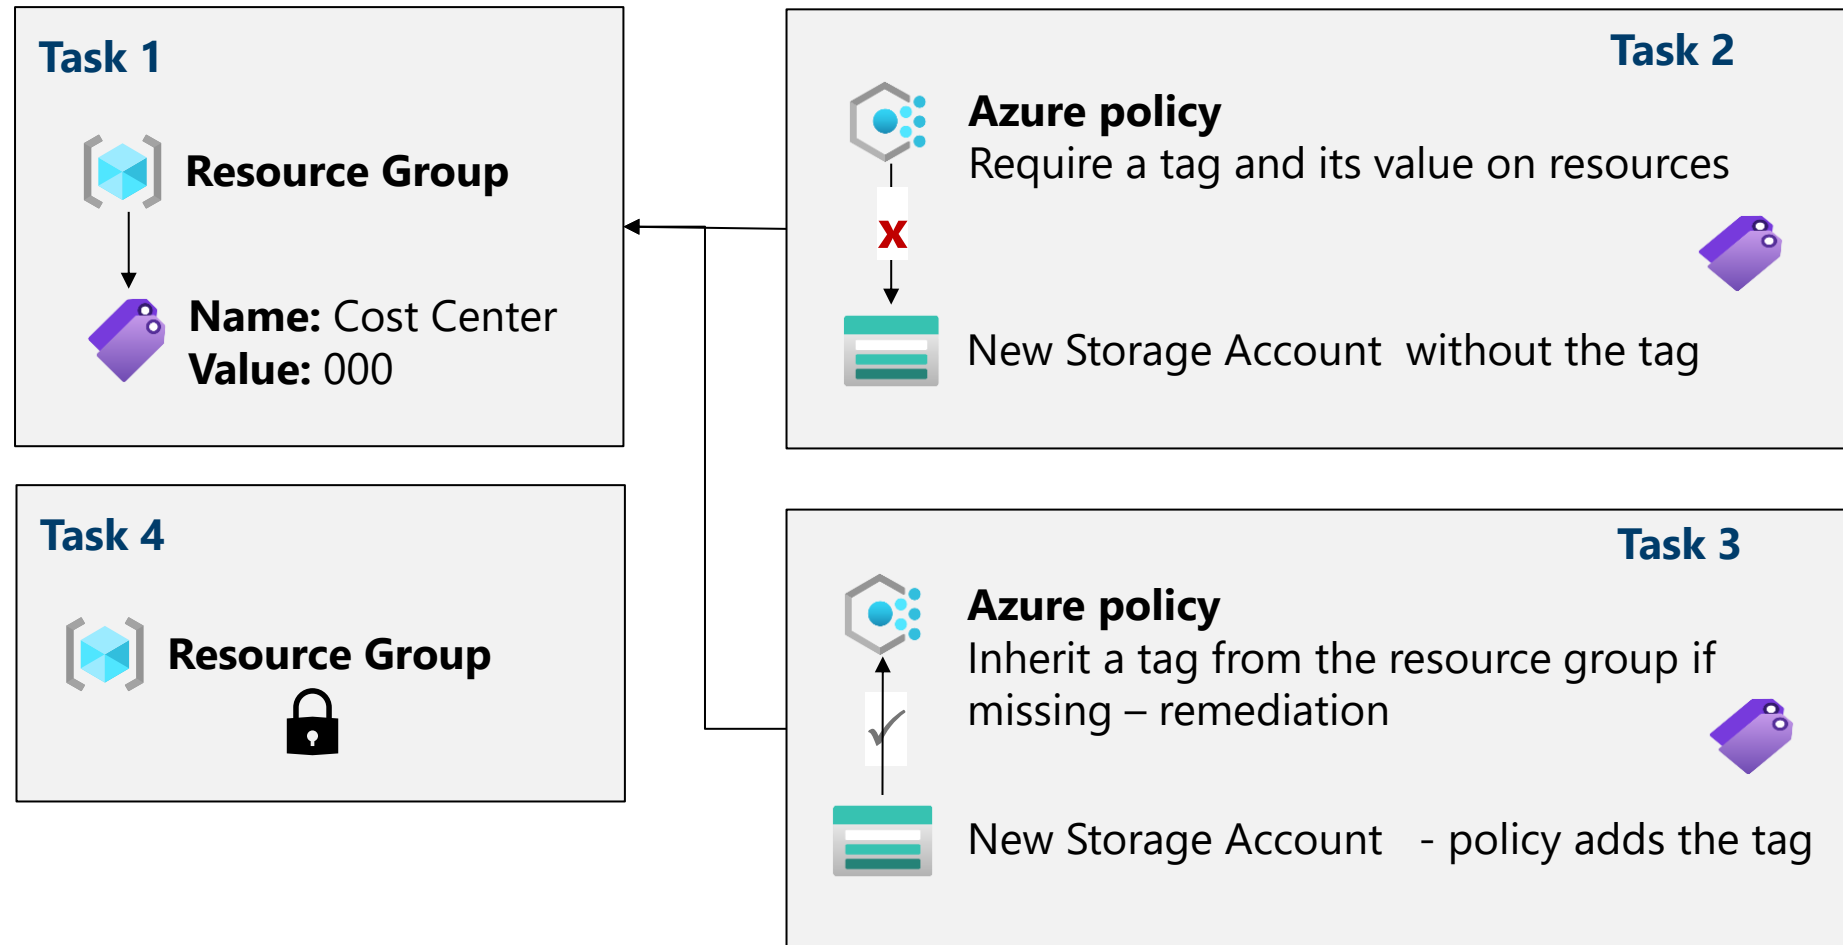 Task 1
Resource Group
Name: Cost Center
Value: 000
Task 2
Azure policy
Require a tag and its value on resources
x
New Storage Account  without the tag
Task 4
Resource Group
Task 3
Azure policy
Inherit a tag from the resource group if
missing – remediation
New Storage Account   - policy adds the tag